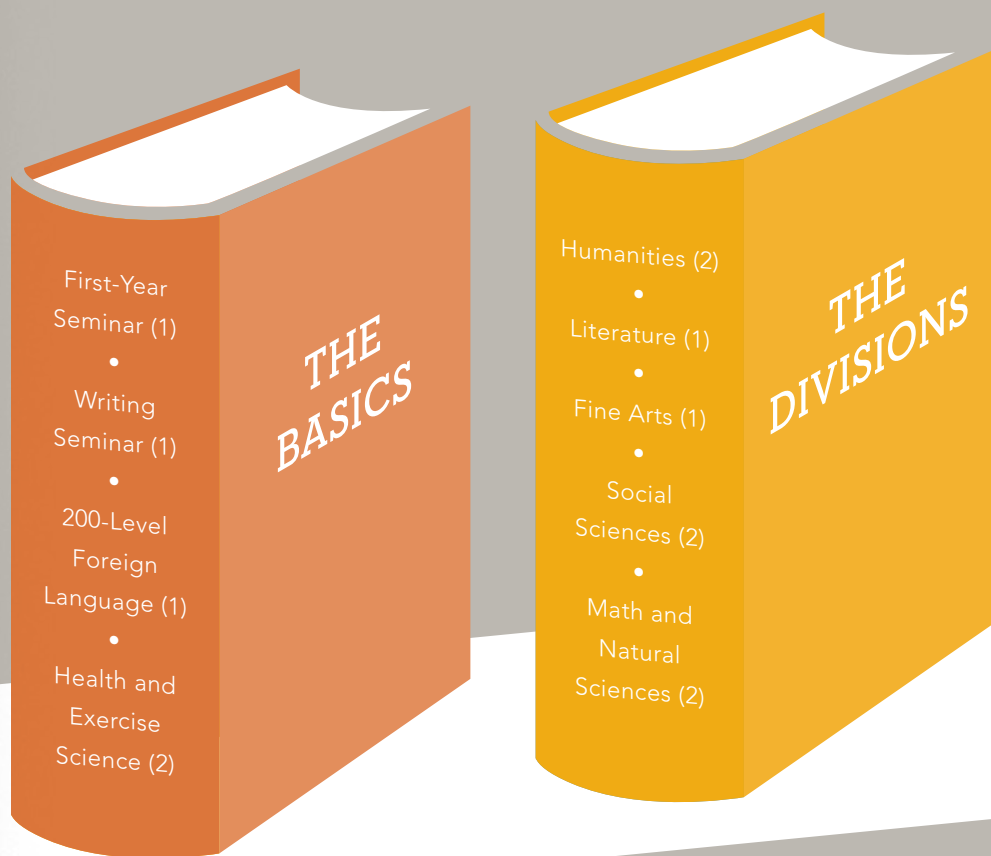 First-Year
Seminar (1)
•
Writing
Seminar (1)
•
200-Level
Foreign
Language (1)
•
Health and
Exercise
Science (2)
THE
BASICS
Humanities (2)
•
Literature (1)
•
Fine Arts (1)
•
Social
Sciences (2)
•
Math and
Natural
Sciences (2)
THE
DIVISIONS